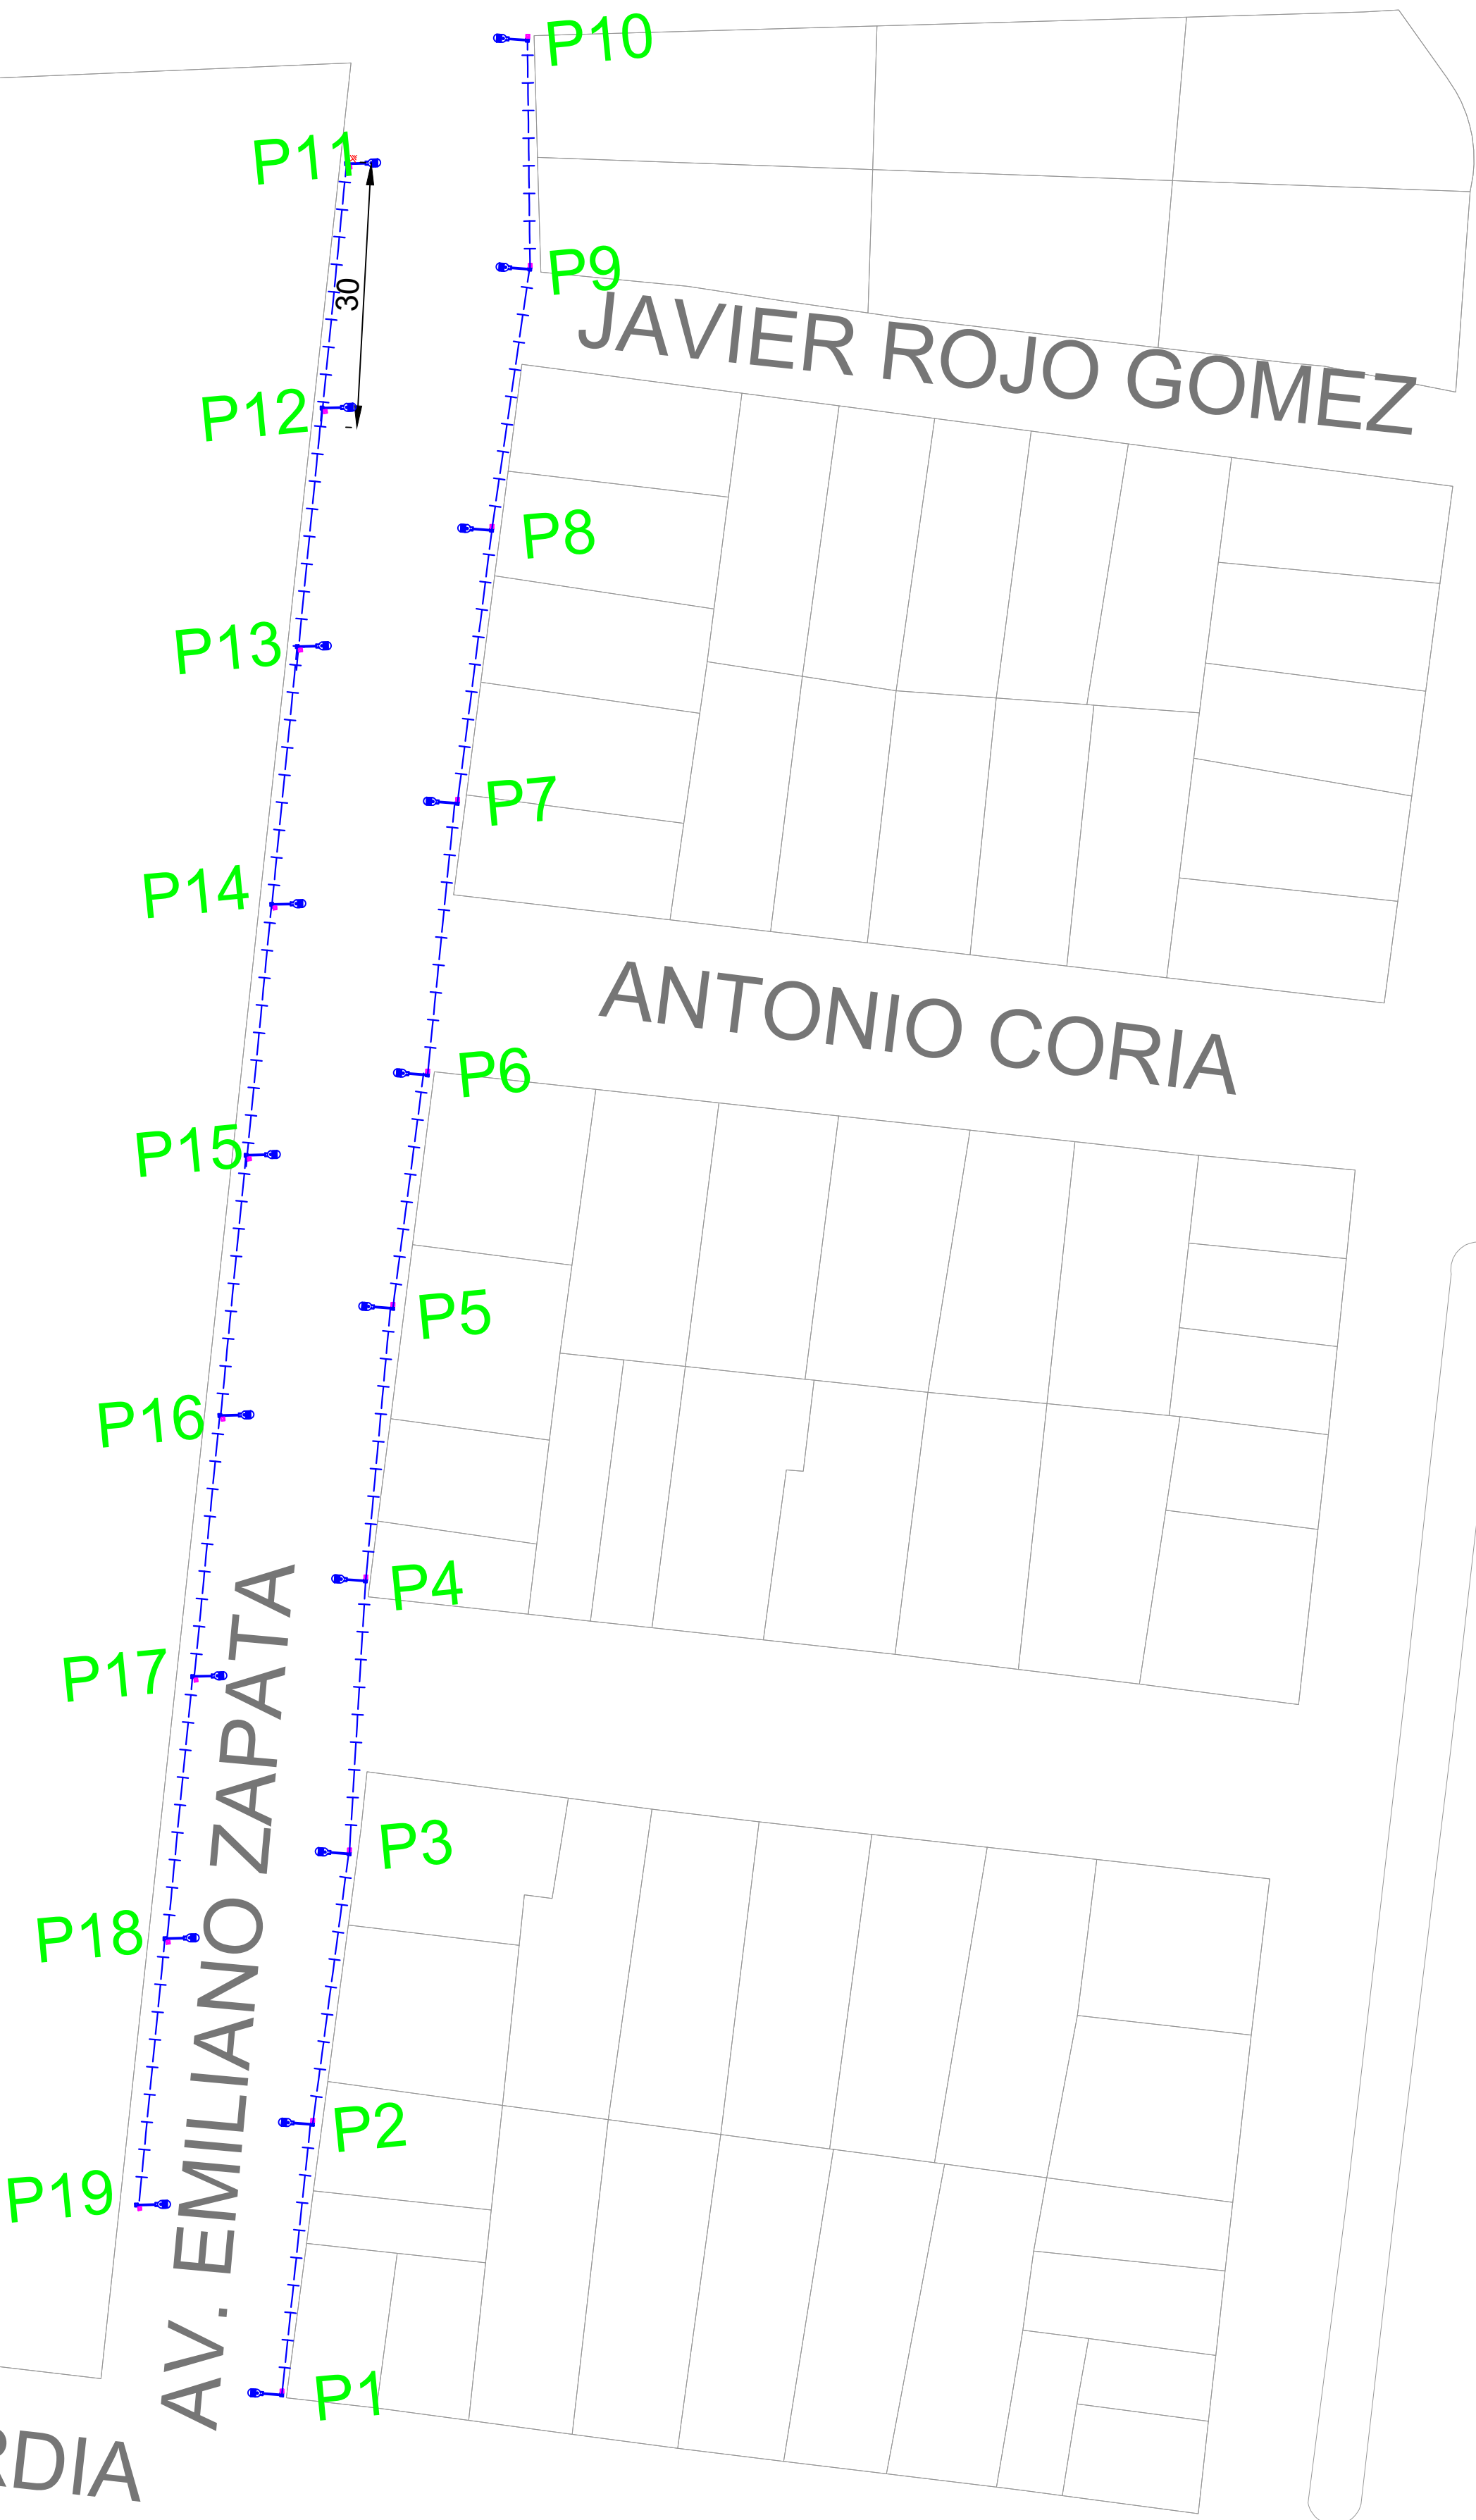 P10
P11
P9
30
JAVIER ROJO GOMEZ
P12
P8
P13
P7
P14
ANTONIO CORIA
P6
P15
P5
P16
P4
P17
AV. EMILIANO ZAPATA
P3
P18
P2
P19
P1
RDIA